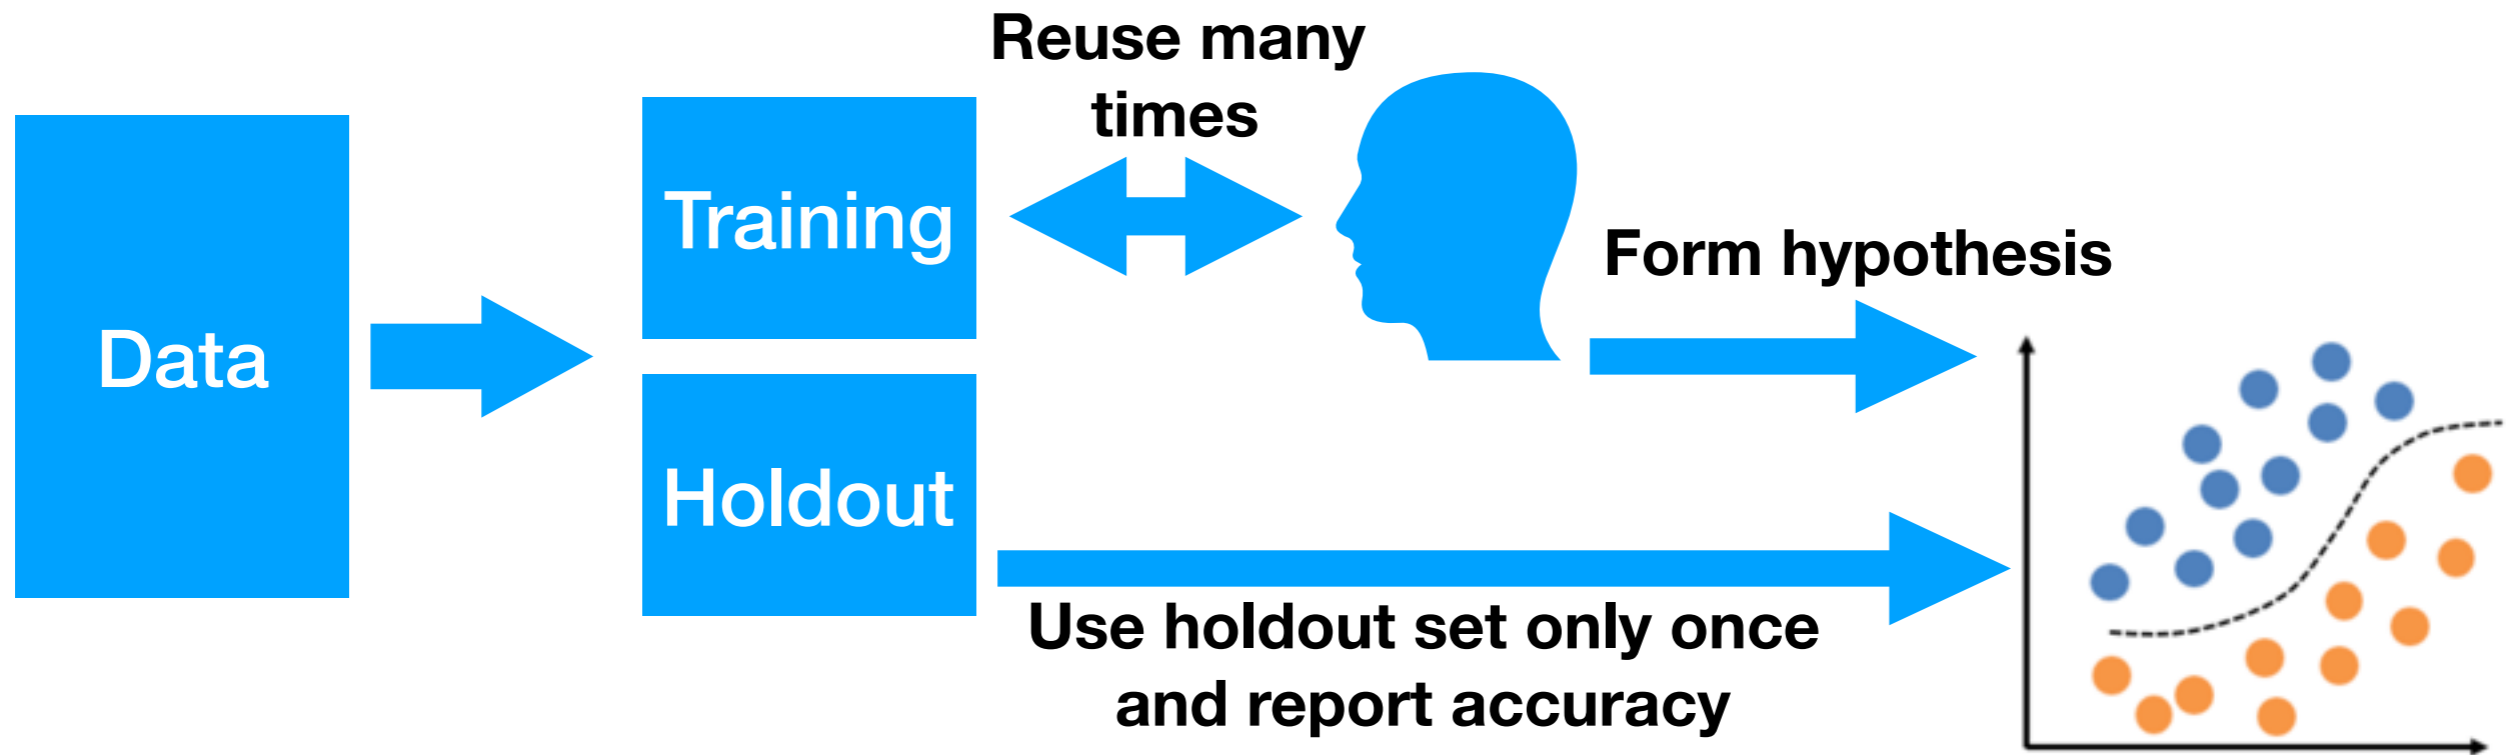 Data
Training
Holdout
Reuse many
times
Form hypothesis
Use holdout set only once
and report accuracy